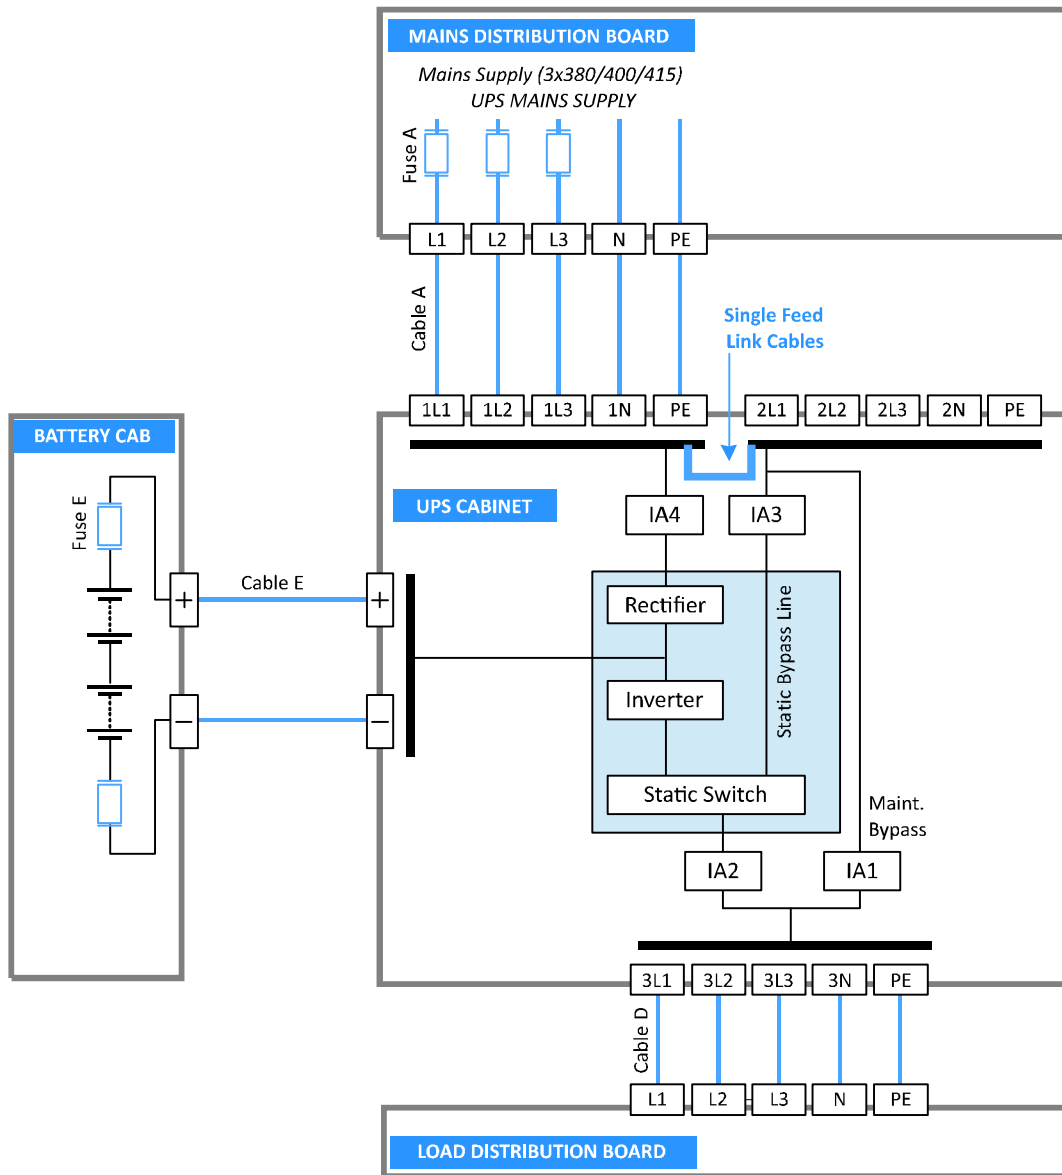 MAINS DISTRIBUTION BOARD
Mains Supply (3x380/400/415)
UPS MAINS SUPPLY
Fuse A
L1 L2 L3 N PE
Cable A
Single Feed
Link Cables
1L1 1L2 1L3 1N PE 2L1 2L2 2L3 2N PE
BATTERY CAB
Fuse E
UPS CABINET
IA4 IA3
+ Cable E +
Rectifier
Static Bypass Line
Inverter
− −
Static Switch
Maint.
Bypass
IA2 IA1
3L1 3L2 3L3 3N PE
Cable D
L1 L2 L3 N PE
LOAD DISTRIBUTION BOARD